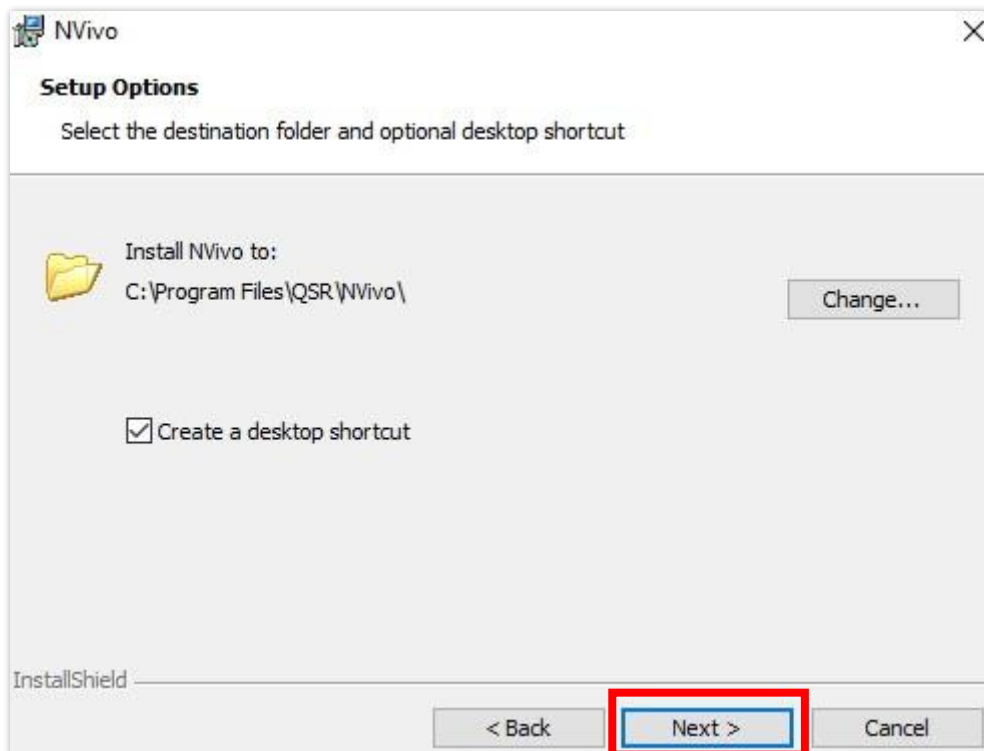 NVivo
Setup Options
Select the destination folder and optional desktop shortcut
Install NVivo to:
C:\Program Files\QSR\NVivo\
Change...
Create a desktop shortcut
InstallShield
< Back
Next >
Cancel